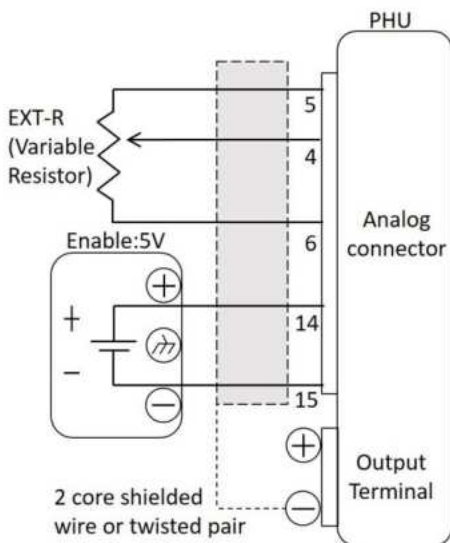 PHU
5
EXT-R
(Variable
Resistor)
4
6
Analog
connector
Enable:5V
+
+
14
-
-
15
+
Output
Terminal
-
2 core shielded
wire or twisted pair